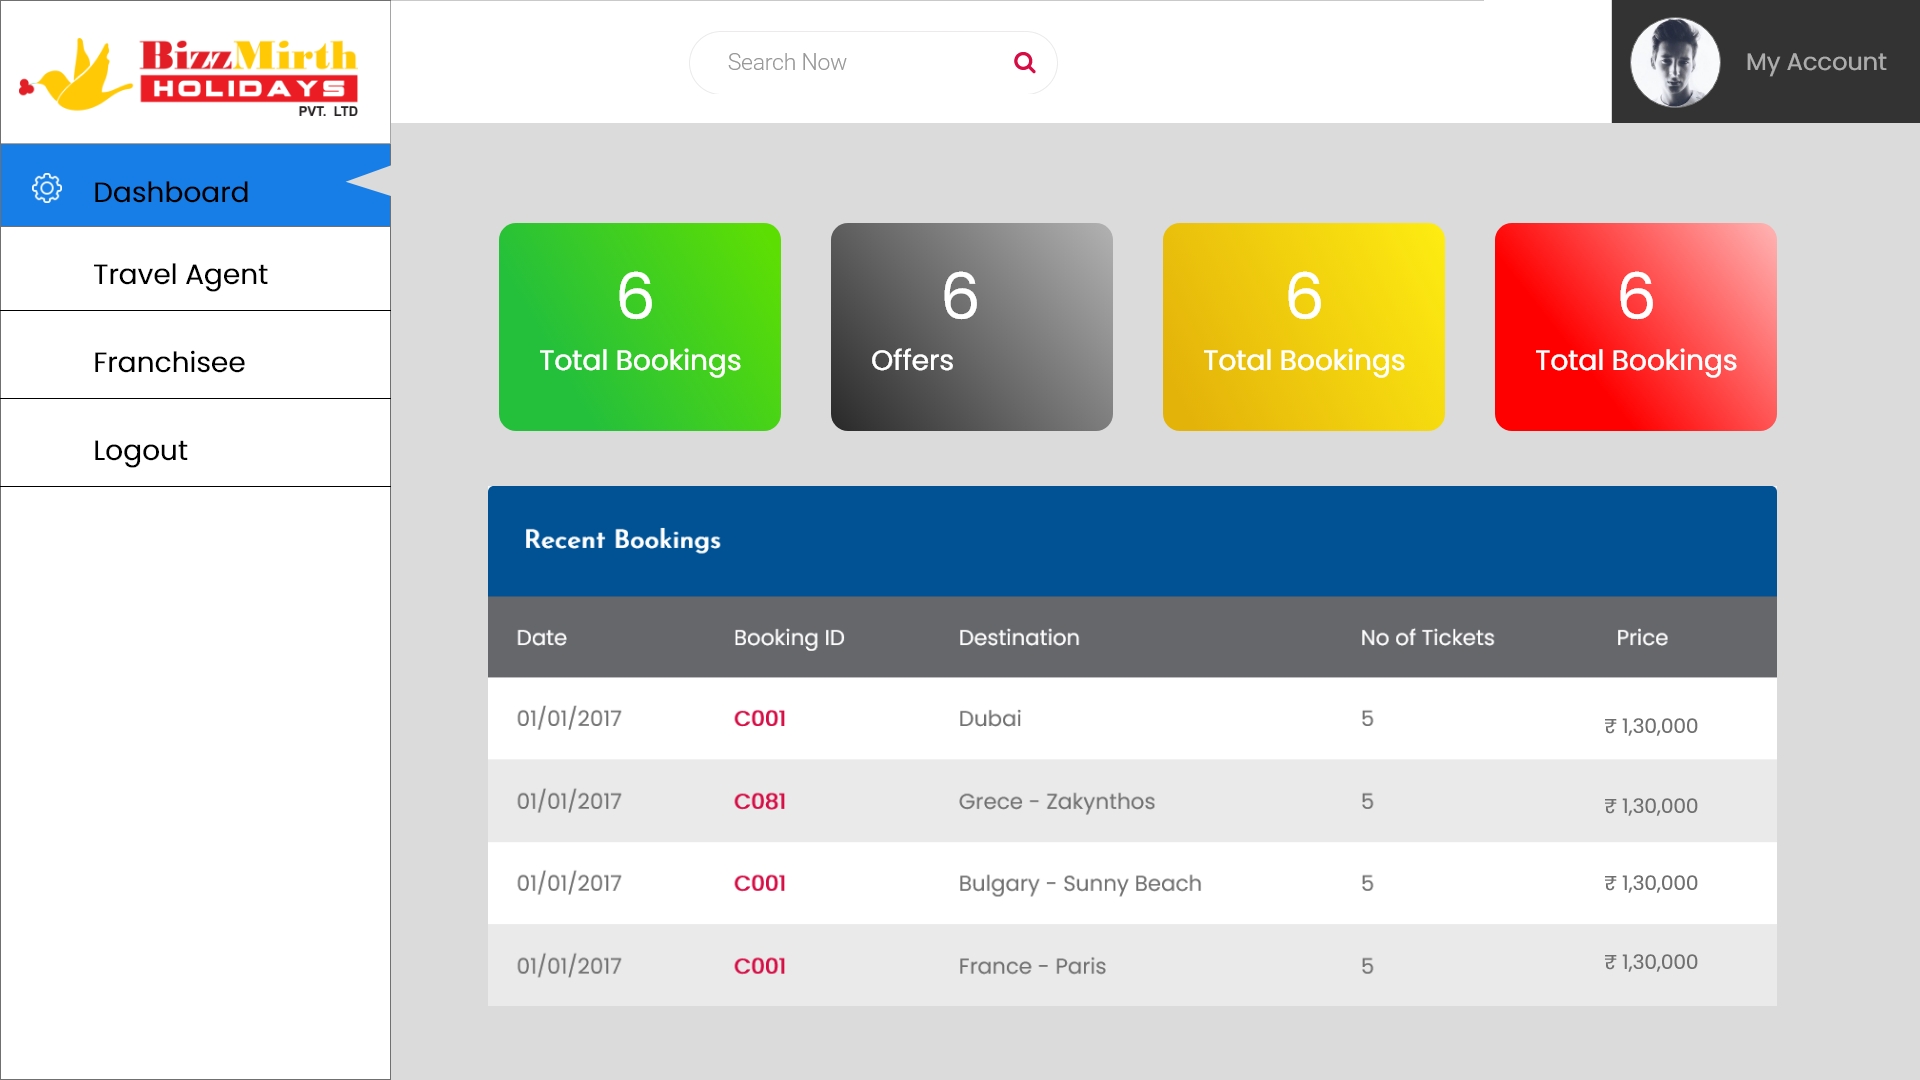 BizzMirth
HOLIDAYS
PVT. LTD
Search Now
My Account
Dashboard
Travel Agent
Franchisee
Logout
6
Total Bookings
6
Offers
6
Total Bookings
6
Total Bookings
Recent Bookings
Date Booking ID Destination No of Tickets Price
01/01/2017 C001 Dubai 5 ₹ 1,30,000
01/01/2017 C081 Grece - Zakynthos 5 ₹ 1,30,000
01/01/2017 C001 Bulgary - Sunny Beach 5 ₹ 1,30,000
01/01/2017 C001 France - Paris 5 ₹ 1,30,000